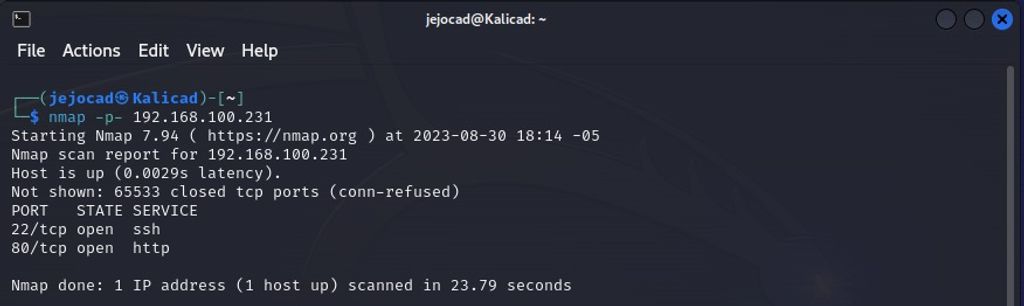 jejocad@Kalicad: ~
File Actions Edit View Help
┌──(jejocad㉿Kalicad)-[~]
└─$ nmap -p- 192.168.100.231
Starting Nmap 7.94 ( https://nmap.org ) at 2023-08-30 18:14 -05
Nmap scan report for 192.168.100.231
Host is up (0.0029s latency).
Not shown: 65533 closed tcp ports (conn-refused)
PORT   STATE SERVICE
22/tcp open  ssh
80/tcp open  http
Nmap done: 1 IP address (1 host up) scanned in 23.79 seconds